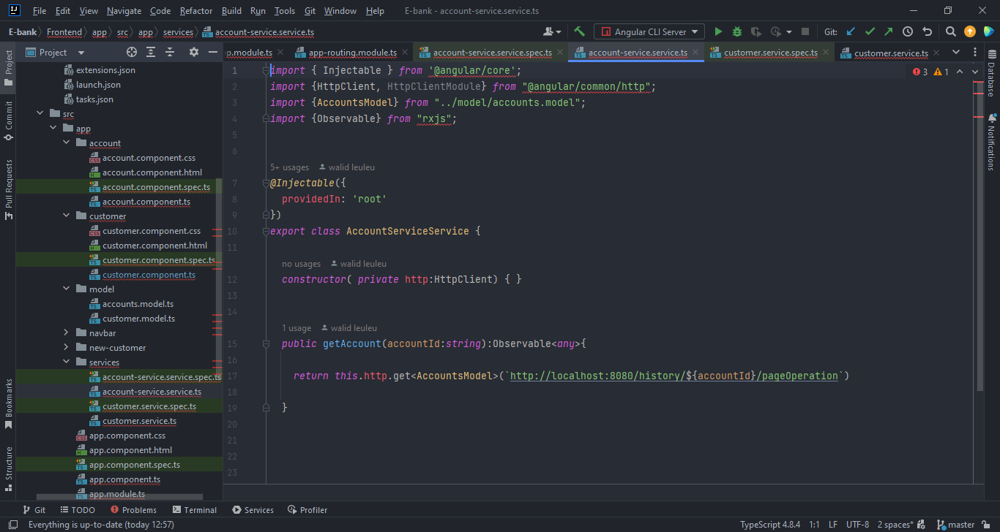 File Edit View Navigate Code Refactor Build Run Tools Git Window Help E-bank - account-service.service.ts
E-bank Frontend app src app services account-service.service.ts Angular CLI Server Git:
Project p.module.ts app-routing.module.ts account-service.service.spec.ts account-service.service.ts customer.service.spec.ts customer.service.ts
Project
Commit
Pull Requests
Bookmarks
Structure
extensions.json
launch.json
tasks.json
src
app
account
account.component.css
account.component.html
account.component.spec.ts
account.component.ts
customer
customer.component.css
customer.component.html
customer.component.spec.ts
customer.component.ts
model
accounts.model.ts
customer.model.ts
navbar
new-customer
services
account-service.service.spec.ts
account-service.service.ts
customer.service.spec.ts
customer.service.ts
app.component.css
app.component.html
app.component.spec.ts
app.component.ts
app.module.ts
1 import { Injectable } from '@angular/core';
2 import {HttpClient, HttpClientModule} from "@angular/common/http";
3 import {AccountsModel} from "../model/accounts.model";
4 import {Observable} from "rxjs";
5
6
5+ usages walid leuleu
7 @Injectable({
8 providedIn: 'root'
9 })
10 export class AccountServiceService {
11
no usages walid leuleu
12 constructor( private http:HttpClient) { }
13
14
1 usage walid leuleu
15 public getAccount(accountId:string):Observable<any>{
16
17 return this.http.get<AccountsModel>(`http://localhost:8080/history/${accountId}/pageOperation`)
18
19 }
20
21
22
23
3 1
Database
Notifications
Git TODO Problems Terminal Services Profiler
Everything is up-to-date (today 12:57) TypeScript 4.8.4 1:1 LF UTF-8 2 spaces* master